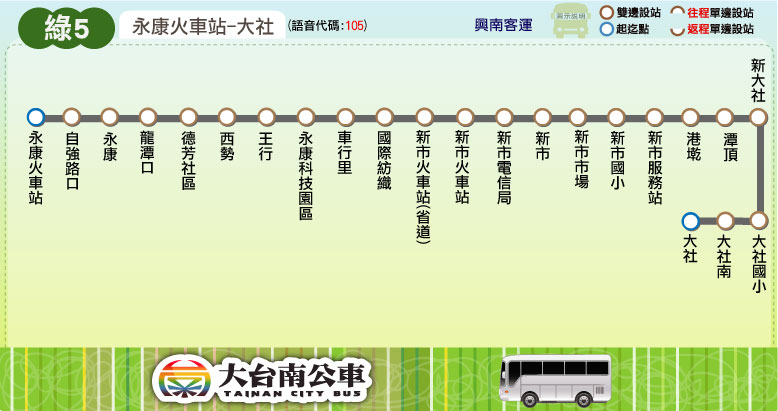 綠5
永康火車站-大社
(語音代碼:105)
興南客運
圖示說明
雙邊設站
往程單邊設站
起迄點
返程單邊設站
永康火車站
自強路口
永康
龍潭口
德芳社區
西勢
王行
永康科技園區
車行里
國際紡織
新市火車站(省道)
新市火車站
新市電信局
新市
新市市場
新市國小
新市服務站
港墘
潭頂
新大社
大社國小
大社南
大社
大台南公車
TAINAN CITY BUS